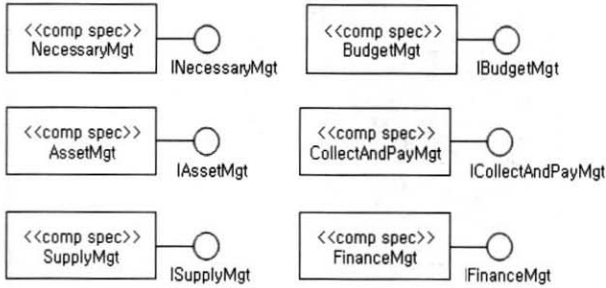 <<comp spec>>
NecessaryMgt
INecessaryMgt
<<comp spec>>
BudgetMgt
IBudgetMgt
<<comp spec>>
AssetMgt
IAssetMgt
<<comp spec>>
CollectAndPayMgt
ICollectAndPayMgt
<<comp spec>>
SupplyMgt
ISupplyMgt
<<comp spec>>
FinanceMgt
IFinanceMgt